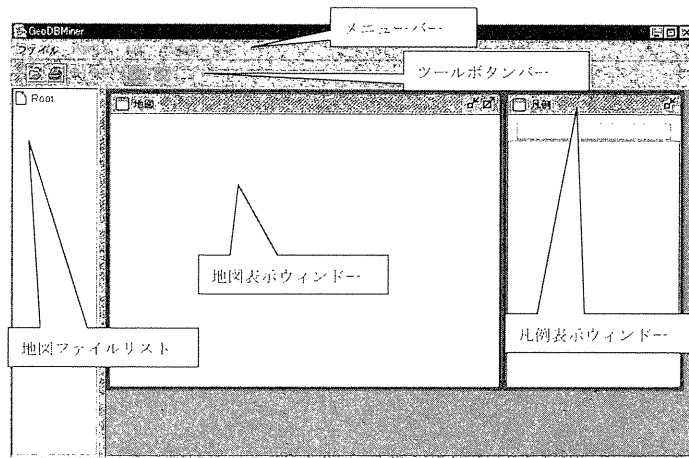 GeoDBMiner
メニューバー
ファイル
ツールボタンバー
Root
地図
凡例
地図表示ウィンドー
地図ファイルリスト
凡例表示ウィンドー